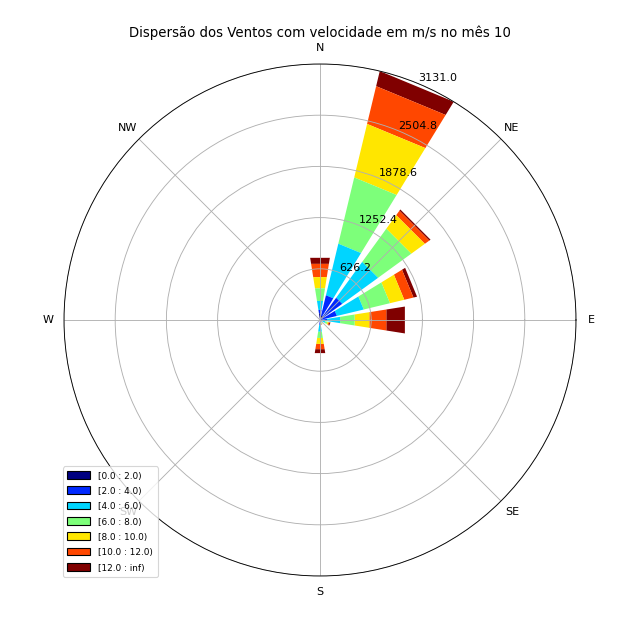 Dispersão dos Ventos com velocidade em m/s no mês 10
N
3131.0
NW
NE
2504.8
1878.6
1252.4
626.2
W
E
[0.0 : 2.0)
[2.0 : 4.0)
[4.0 : 6.0)
SW
SE
[6.0 : 8.0)
[8.0 : 10.0)
[10.0 : 12.0)
[12.0 : inf)
S